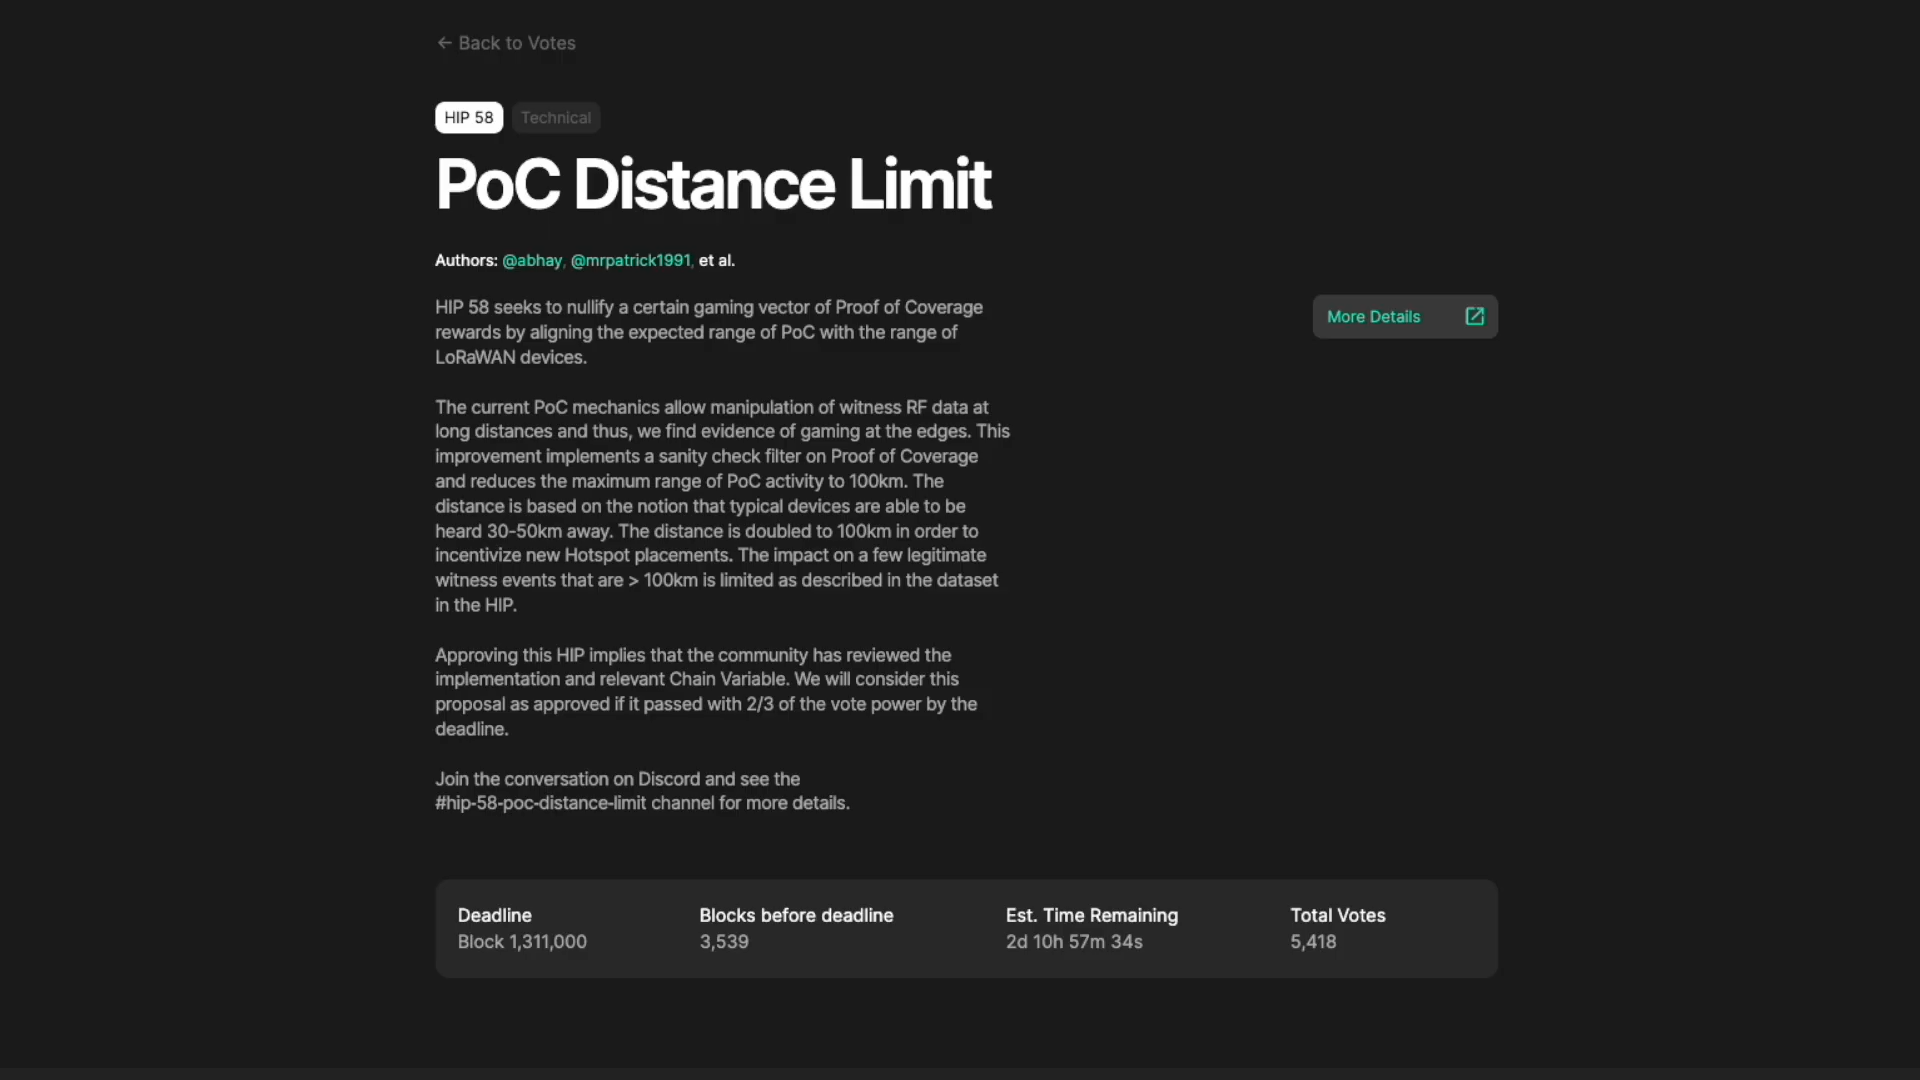 ← Back to Votes
HIP 58 Technical
PoC Distance Limit
Authors: @abhay, @mrpatrick1991, et al.
HIP 58 seeks to nullify a certain gaming vector of Proof of Coverage
rewards by aligning the expected range of PoC with the range of
LoRaWAN devices.
More Details
The current PoC mechanics allow manipulation of witness RF data at
long distances and thus, we find evidence of gaming at the edges. This
improvement implements a sanity check filter on Proof of Coverage
and reduces the maximum range of PoC activity to 100km. The
distance is based on the notion that typical devices are able to be
heard 30-50km away. The distance is doubled to 100km in order to
incentivize new Hotspot placements. The impact on a few legitimate
witness events that are > 100km is limited as described in the dataset
in the HIP.
Approving this HIP implies that the community has reviewed the
implementation and relevant Chain Variable. We will consider this
proposal as approved if it passed with 2/3 of the vote power by the
deadline.
Join the conversation on Discord and see the
#hip-58-poc-distance-limit channel for more details.
Deadline Blocks before deadline Est. Time Remaining Total Votes
Block 1,311,000 3,539 2d 10h 57m 34s 5,418